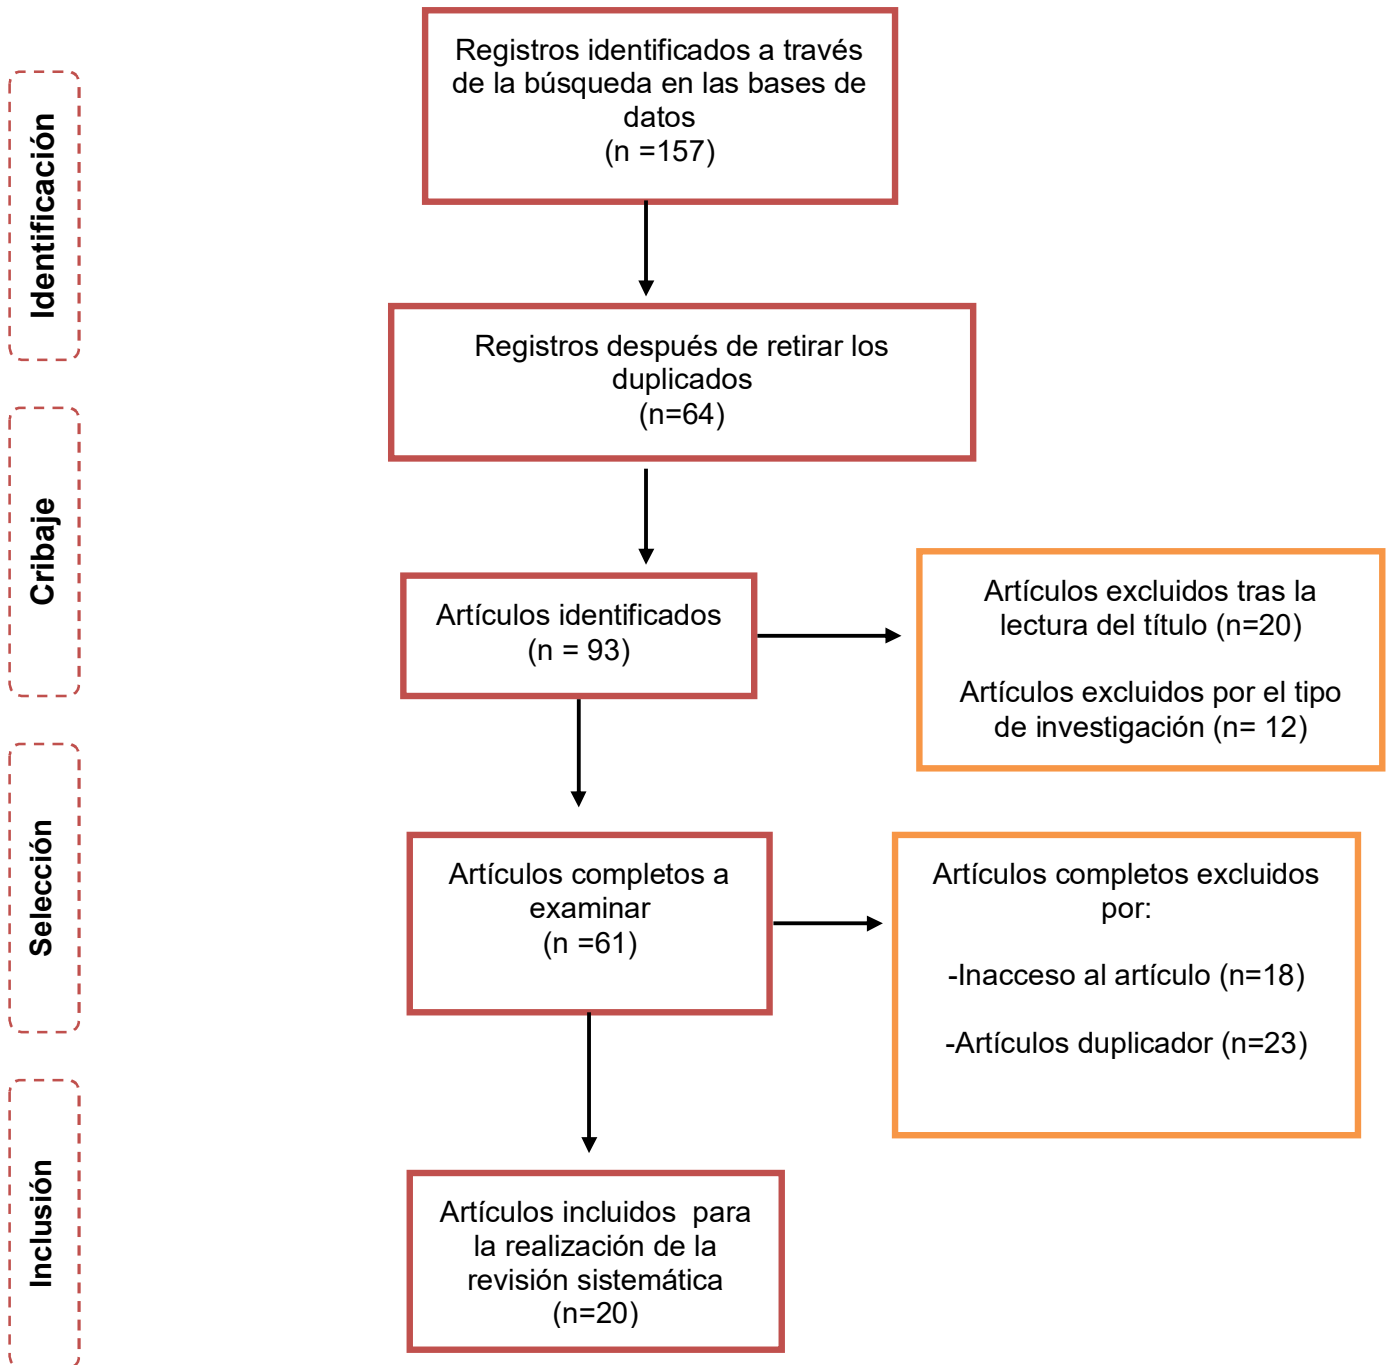 Identificación
Registros identificados a través
de la búsqueda en las bases de
datos
(n =157)
Registros después de retirar los
duplicados
(n=64)
Cribaje
Artículos identificados
(n = 93)
Artículos excluidos tras la
lectura del título (n=20)
Artículos excluidos por el tipo
de investigación (n= 12)
Selección
Artículos completos a
examinar
(n =61)
Artículos completos excluidos
por:
-Inacceso al artículo (n=18)
-Artículos duplicador (n=23)
Inclusión
Artículos incluidos  para
la realización de la
revisión sistemática
(n=20)